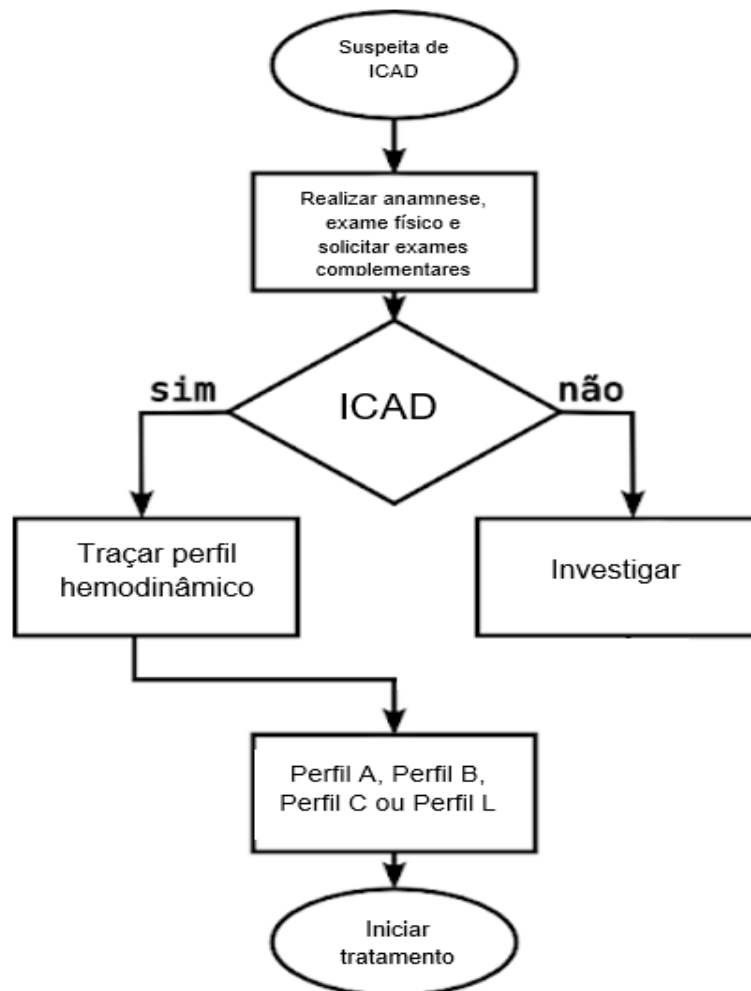 Suspeita de
ICAD
Realizar anamnese,
exame físico e
solicitar exames
complementares
sim
ICAD
não
Traçar perfil
hemodinâmico
Investigar
Perfil A, Perfil B,
Perfil C ou Perfil L
Iniciar
tratamento